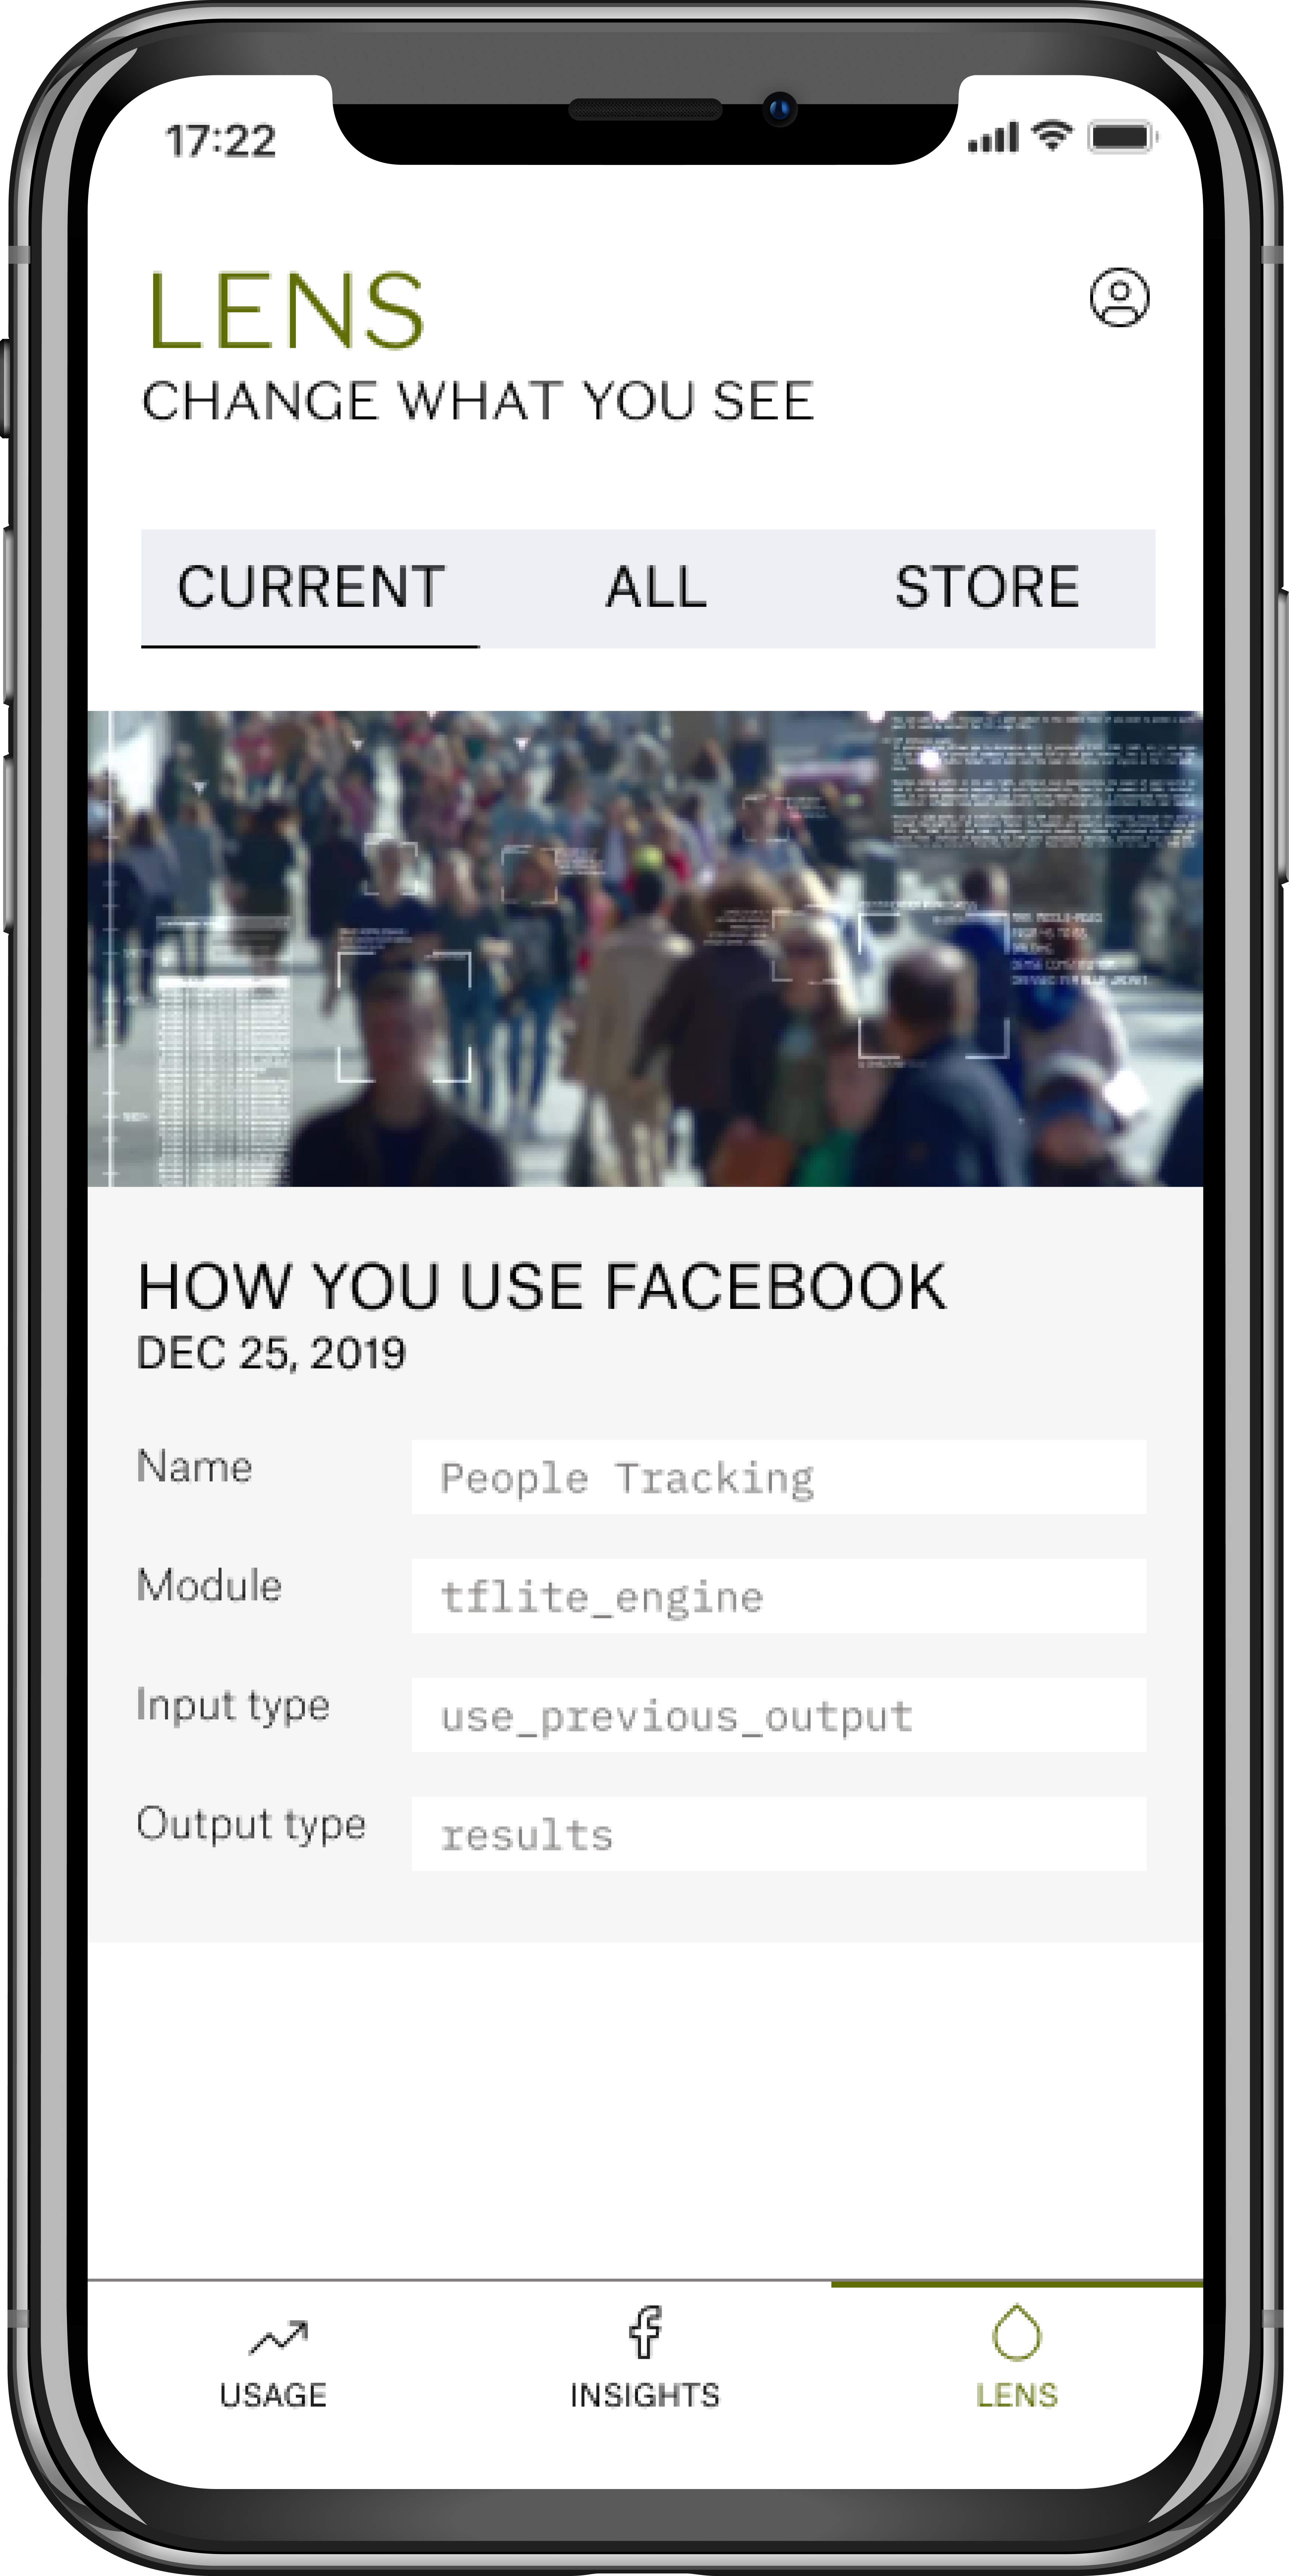 17:22
LENS
CHANGE WHAT YOU SEE
CURRENT ALL STORE
HOW YOU USE FACEBOOK
DEC 25, 2019
Name People Tracking
Module tflite_engine
Input type use_previous_output
Output type results
USAGE INSIGHTS LENS